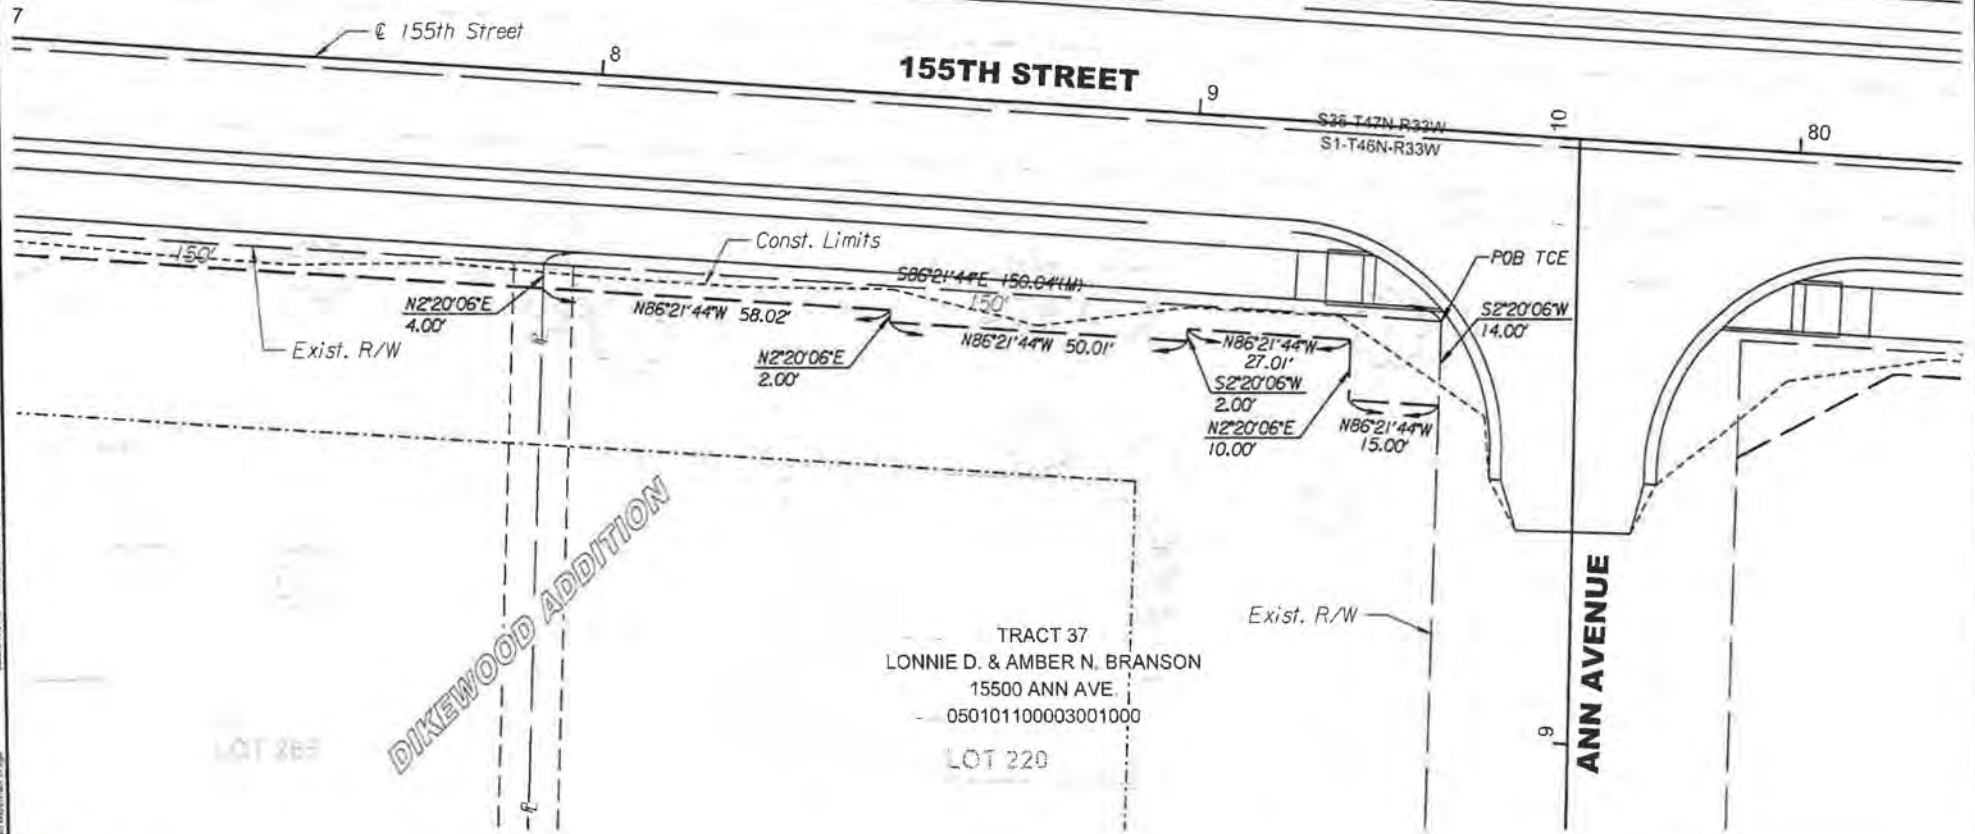 7
℄ 155th Street
8
155TH STREET
9
S36-T47N-R33W
S1-T46N-R33W
10
80
150'
Const. Limits
S86°21'44"E 150.04'(M)
150'
POB TCE
N2°20'06"E
4.00'
N86°21'44"W 58.02'
S2°20'06"W
14.00'
Exist. R/W
N2°20'06"E
2.00'
N86°21'44"W 50.01'
N86°21'44"W
27.01'
S2°20'06"W
2.00'
N2°20'06"E
10.00'
N86°21'44"W
15.00'
DIKEWOOD ADDITION
TRACT 37
LONNIE D. & AMBER N. BRANSON
15500 ANN AVE.
050101100003001000
LOT 220
Exist. R/W
ANN AVENUE
9